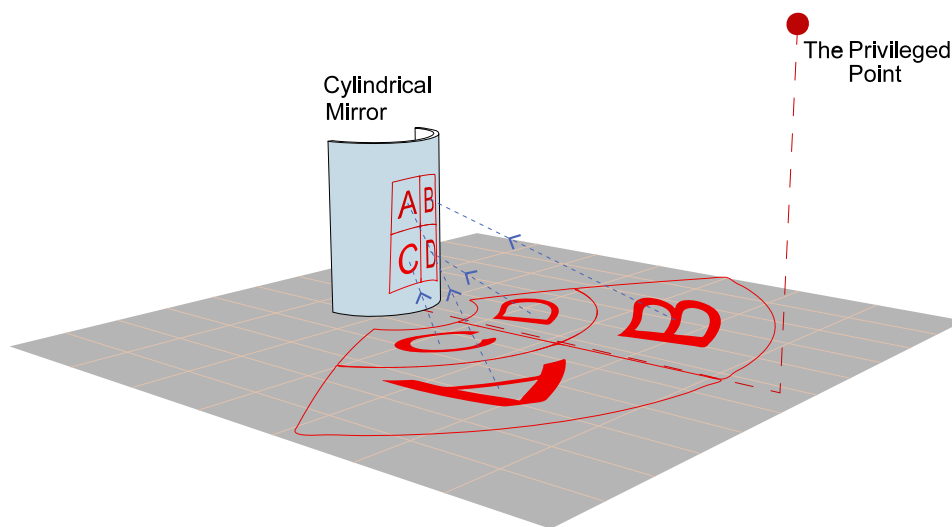 The Privileged
Point
Cylindrical
Mirror
A B
C D
C D B
A